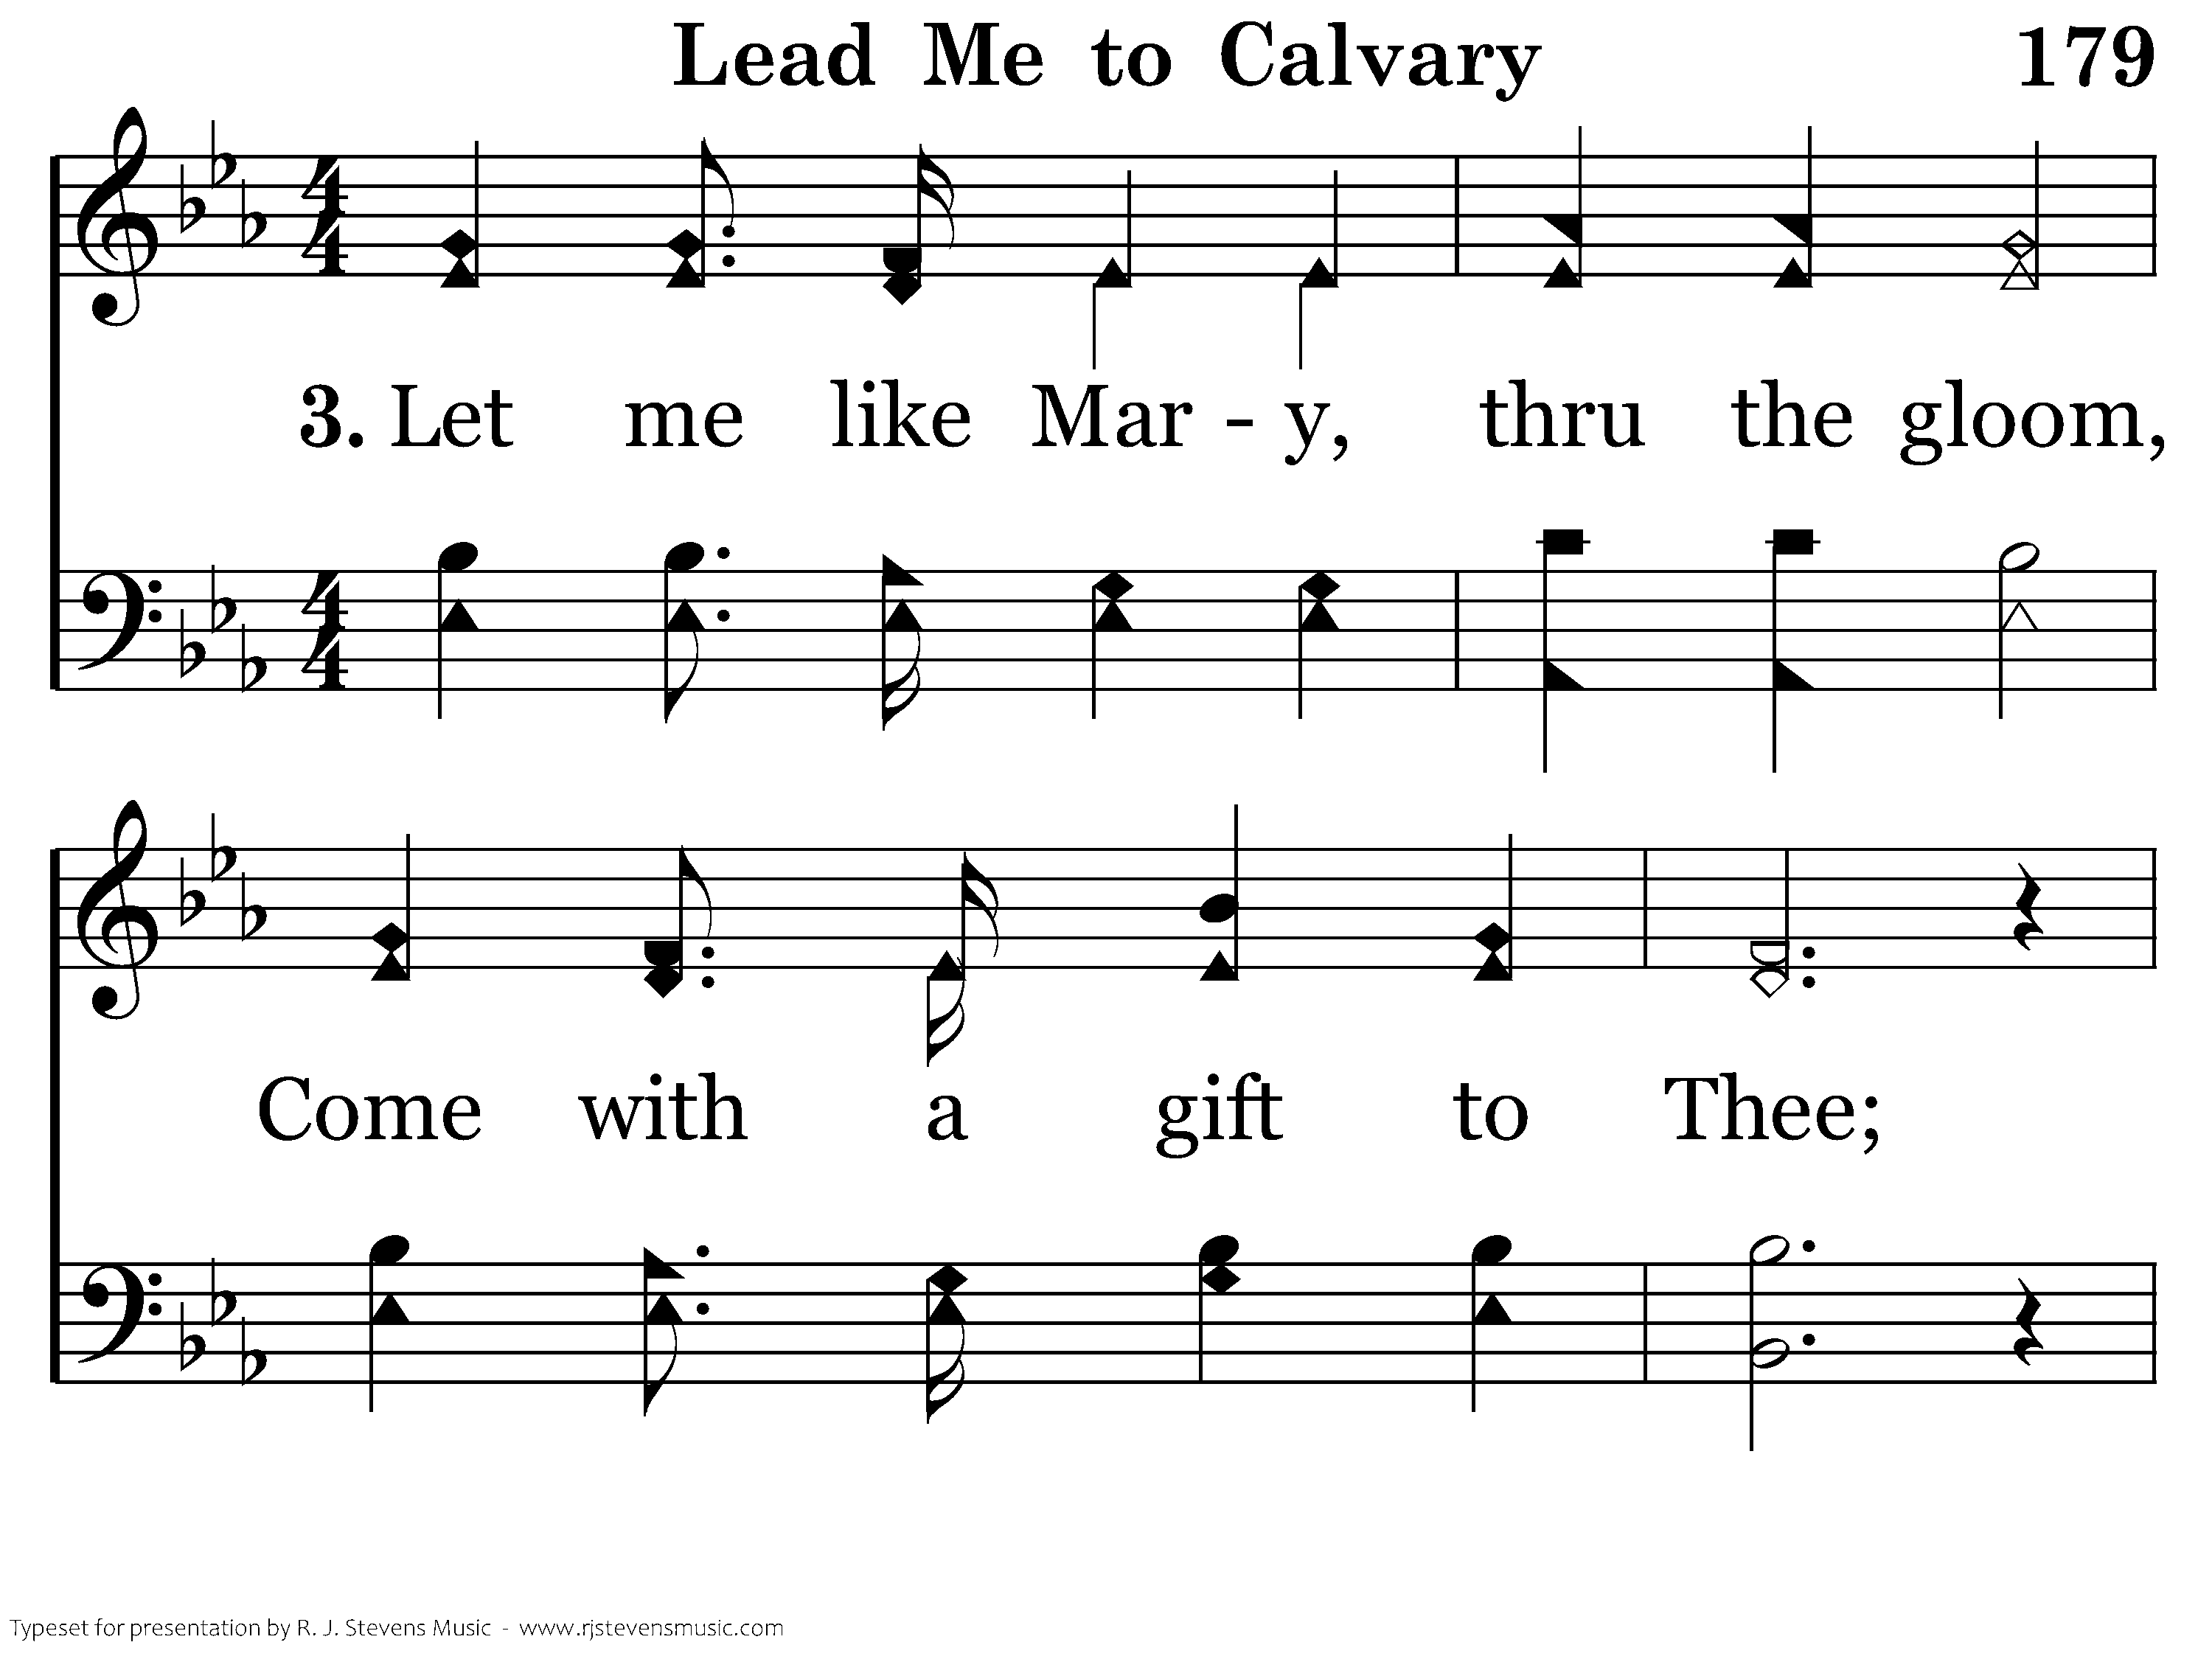 Lead Me to Calvary 179
3. Let me like Mar - y, thru the gloom,
Come with a gift to Thee;
Typeset for presentation by R. J. Stevens Music - www.rjstevensmusic.com